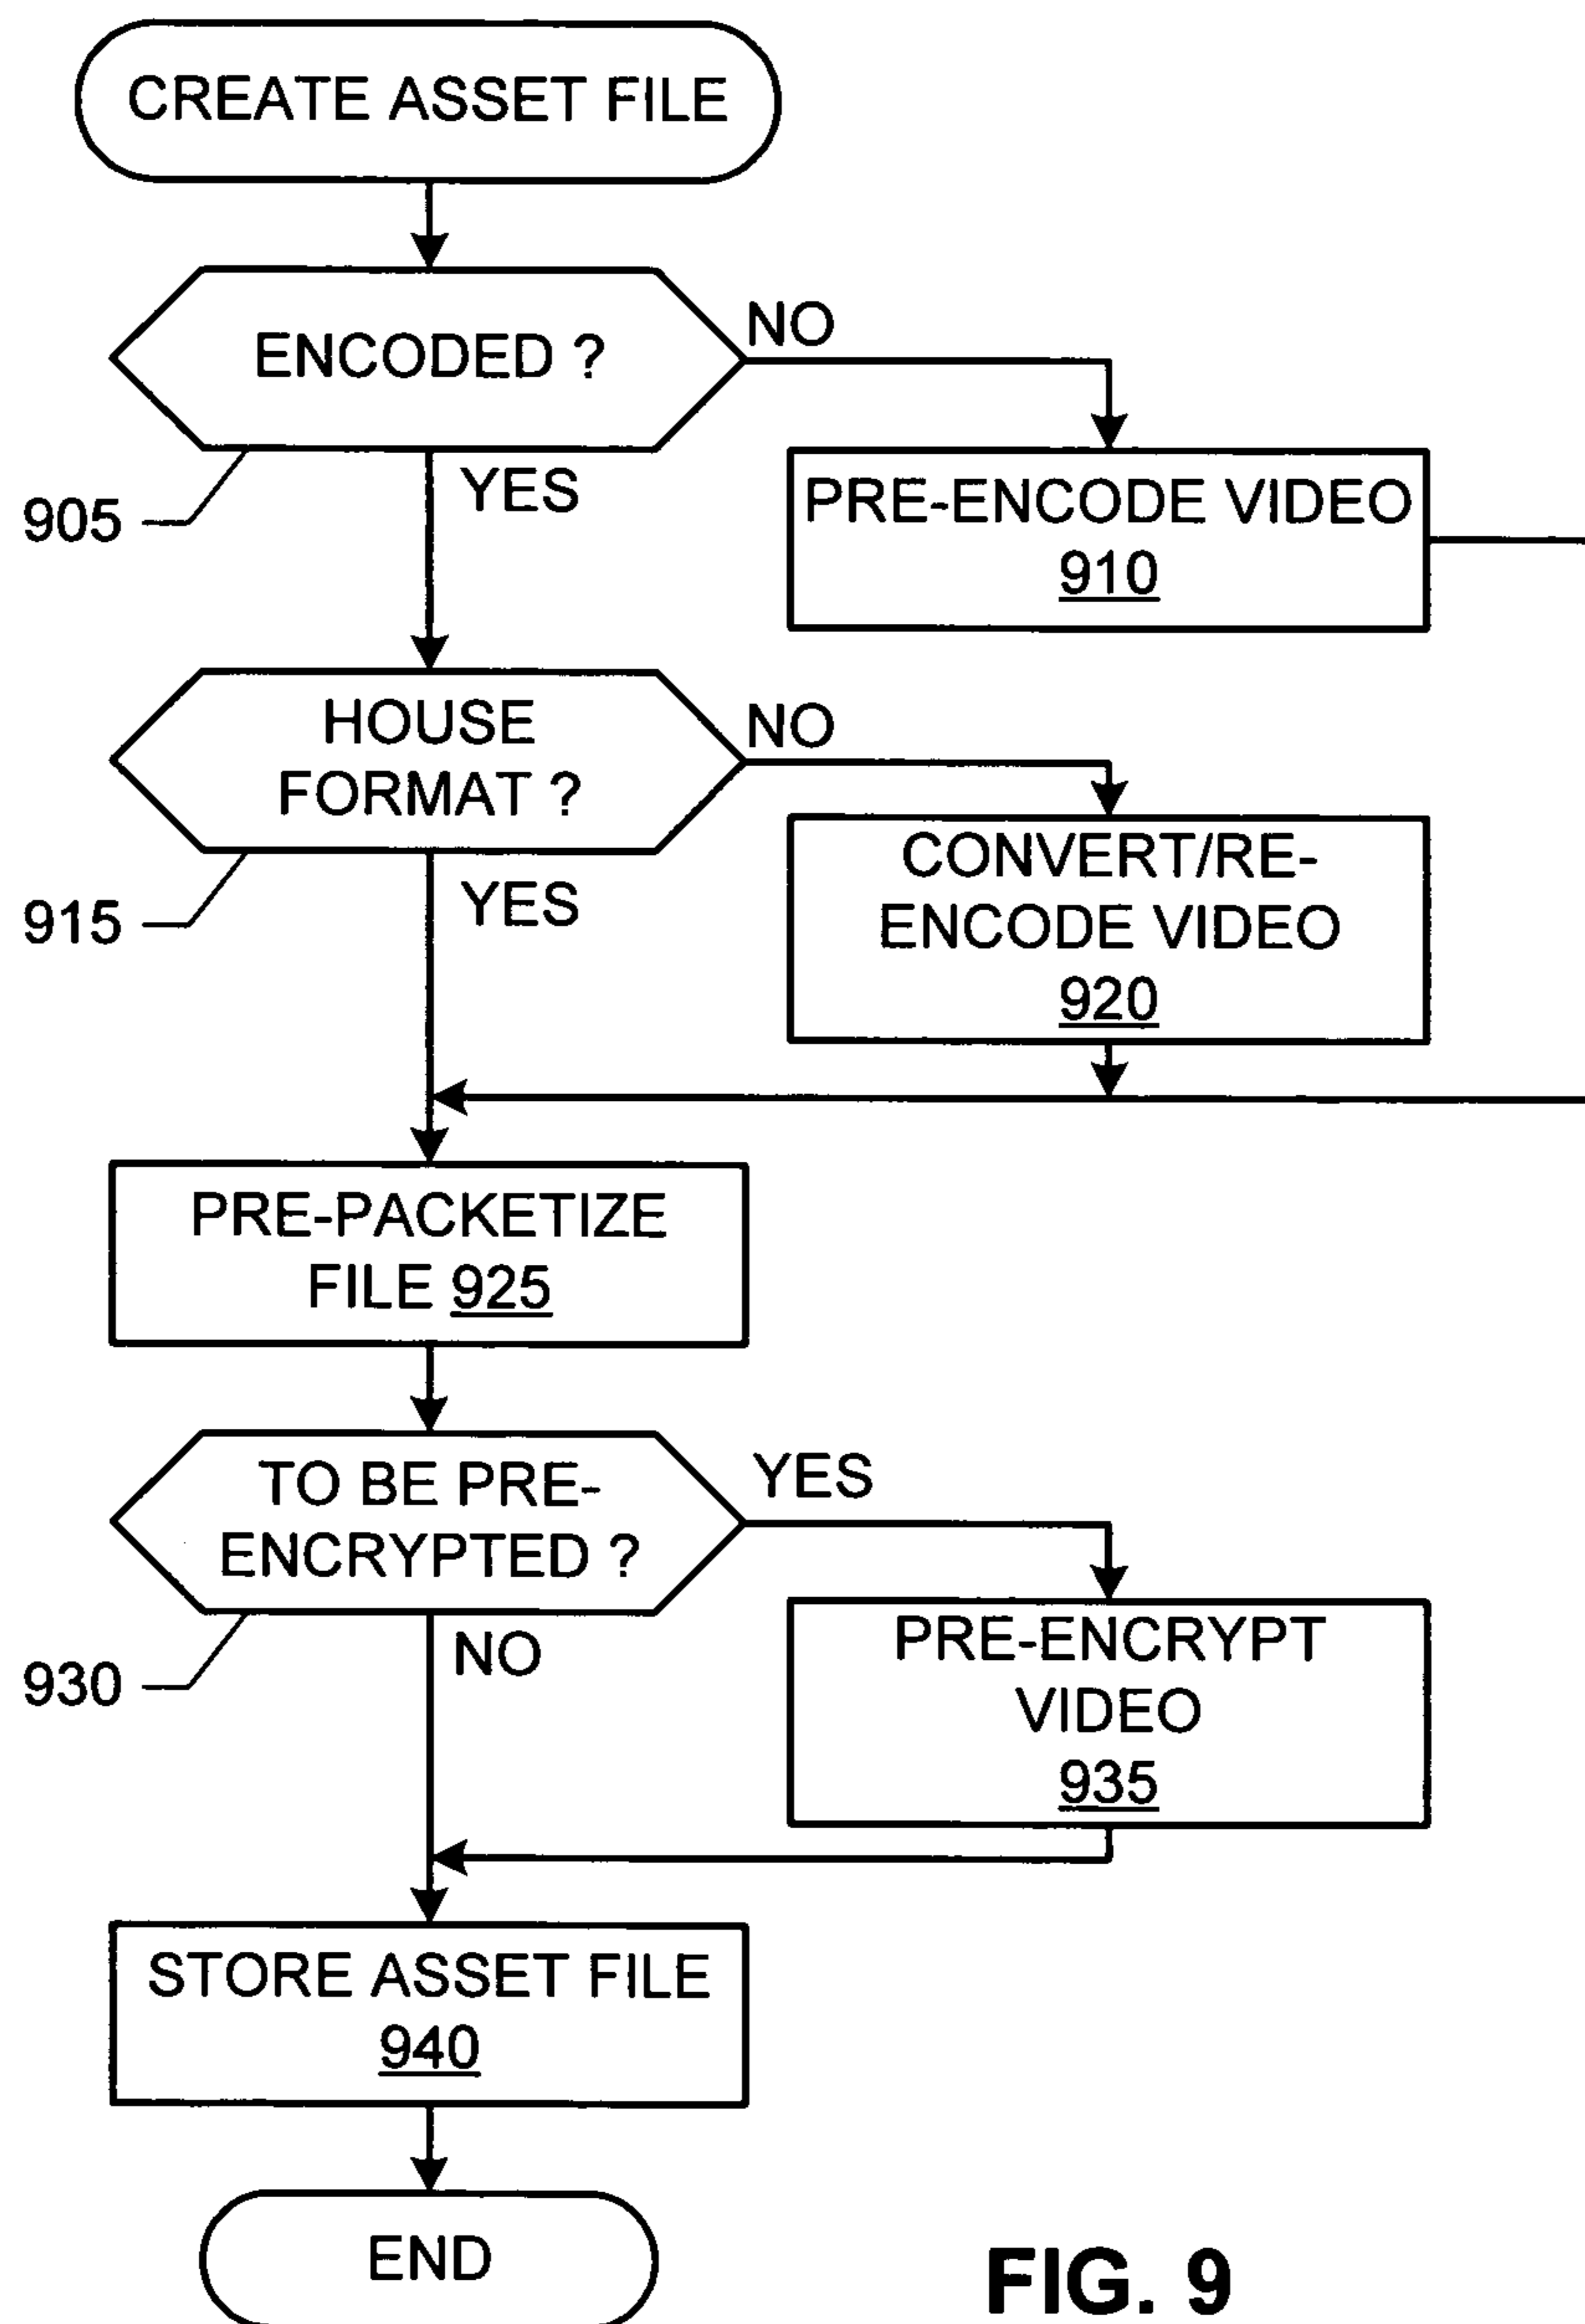 CREATE ASSET FILE
ENCODED ?
NO
YES
905
PRE-ENCODE VIDEO
910
HOUSE
FORMAT ?
NO
YES
915
CONVERT/RE-
ENCODE VIDEO
920
PRE-PACKETIZE
FILE 925
TO BE PRE-
ENCRYPTED ?
YES
NO
930
PRE-ENCRYPT
VIDEO
935
STORE ASSET FILE
940
END
FIG. 9